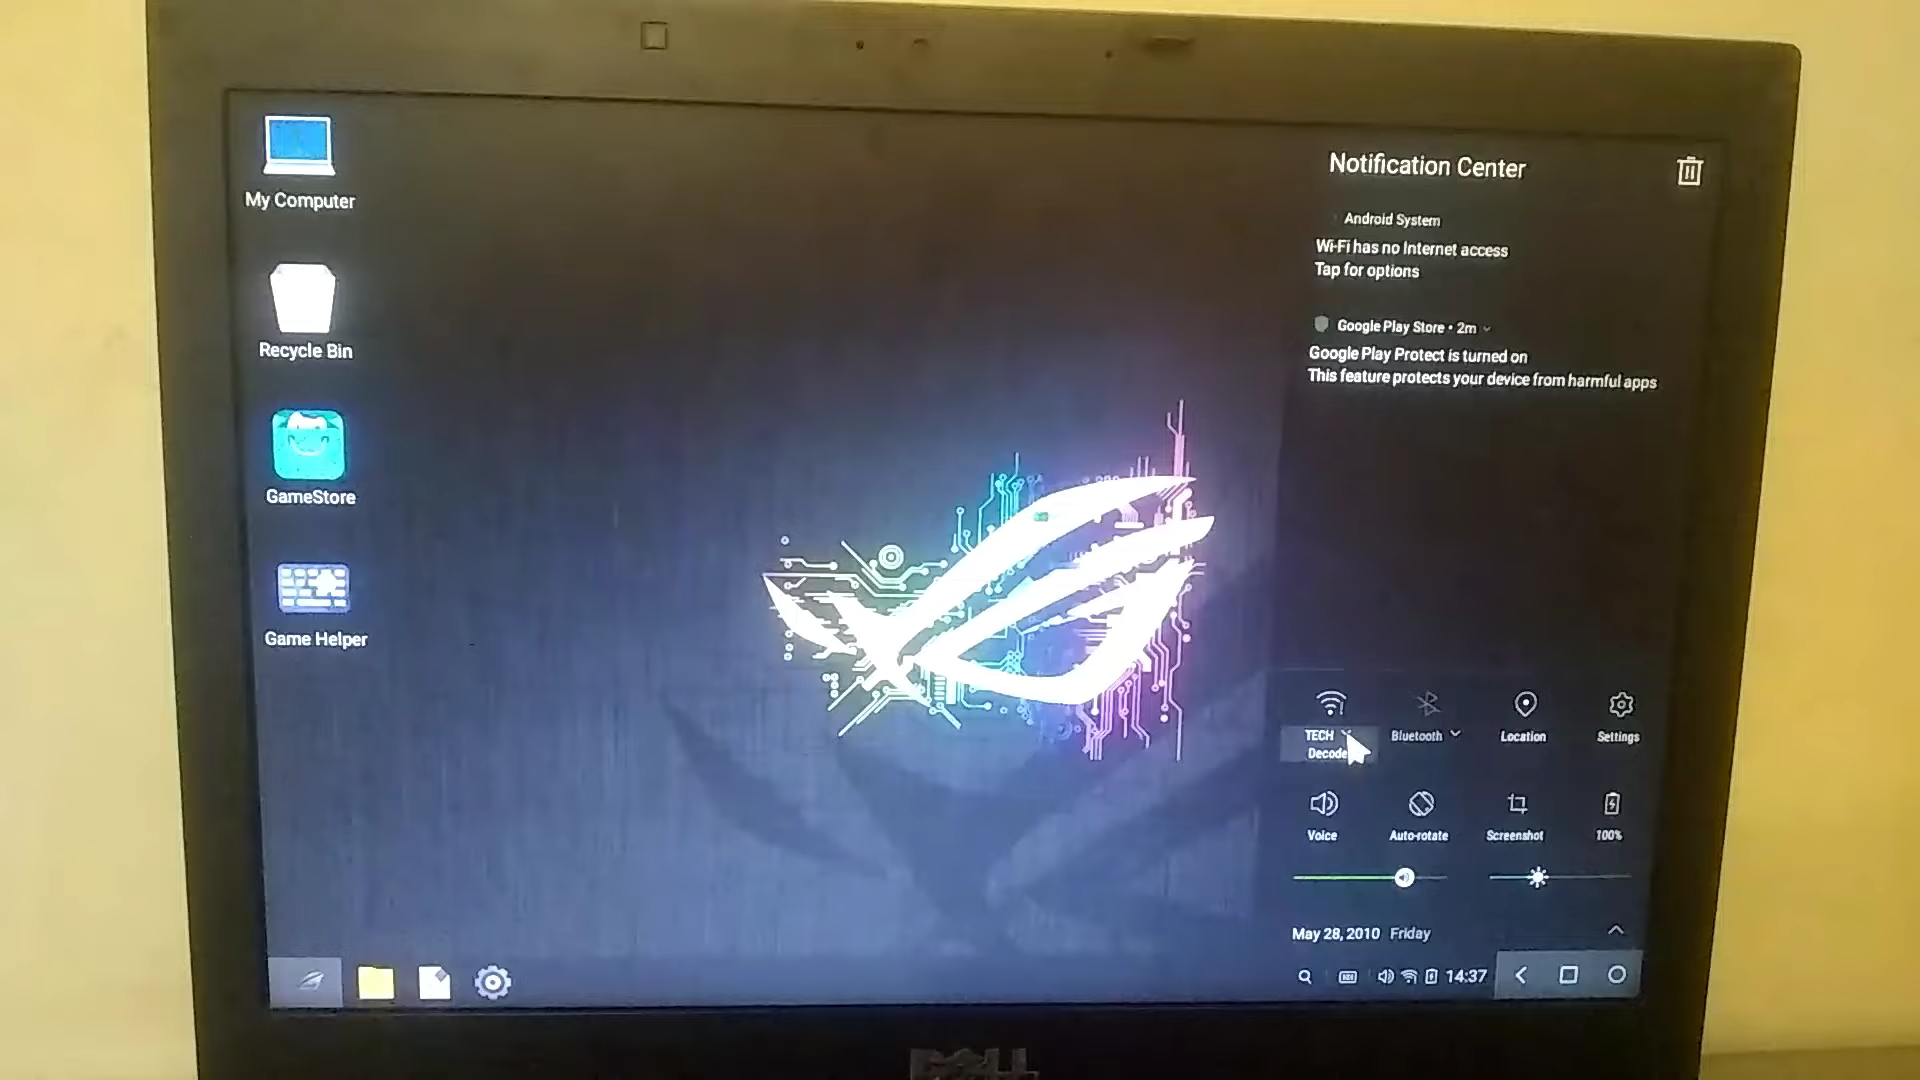 My Computer
Recycle Bin
GameStore
Game Helper
Notification Center
Android System
Wi-Fi has no Internet access
Tap for options
Google Play Store • 2m
Google Play Protect is turned on
This feature protects your device from harmful apps
TECH
Decode
Bluetooth
Location
Settings
Voice
Auto-rotate
Screenshot
100%
May 28, 2010 Friday
14:37
DELL